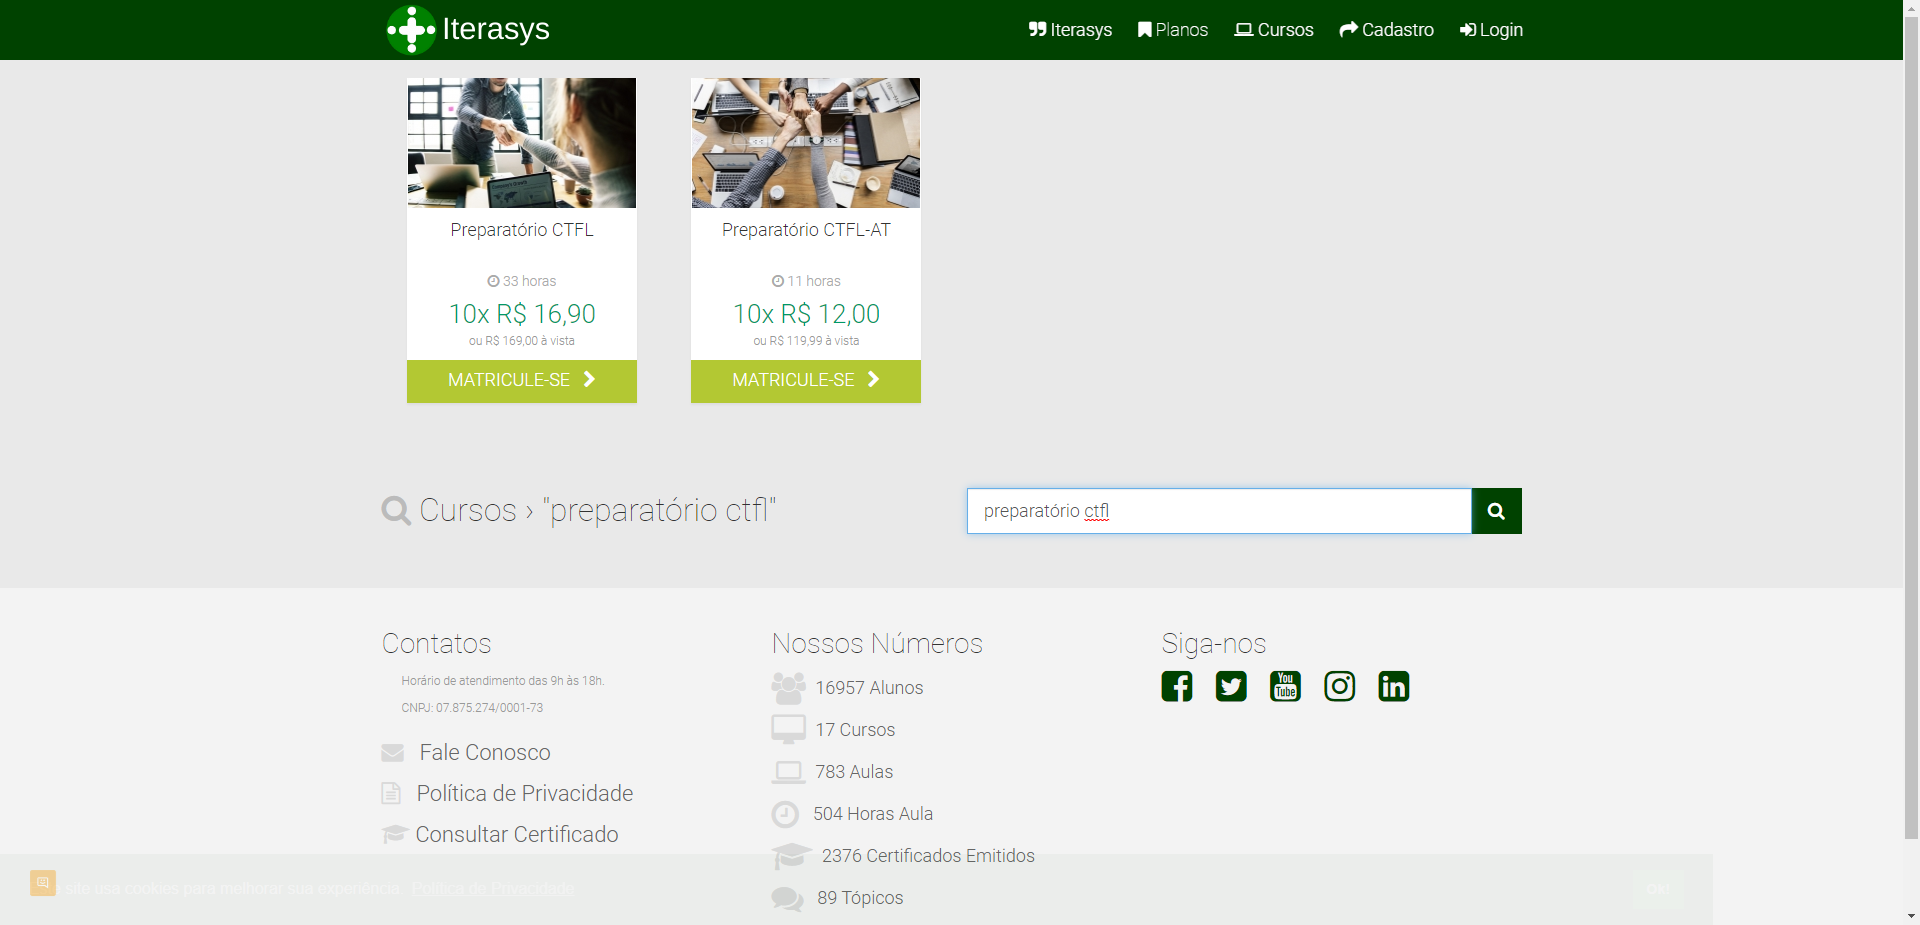 Iterasys
Iterasys
Planos
Cursos
Cadastro
Login
Preparatório CTFL
33 horas
10x R$ 16,90
ou R$ 169,00 à vista
MATRICULE-SE
Preparatório CTFL-AT
11 horas
10x R$ 12,00
ou R$ 119,99 à vista
MATRICULE-SE
Cursos › "preparatório ctfl"
preparatório ctfl
Contatos
Horário de atendimento das 9h às 18h.
CNPJ: 07.875.274/0001-73
Fale Conosco
Política de Privacidade
Consultar Certificado
Nossos Números
16957 Alunos
17 Cursos
783 Aulas
504 Horas Aula
2376 Certificados Emitidos
89 Tópicos
Siga-nos
You
Tube
site usa cookies para melhorar sua experiência. Política de Privacidade